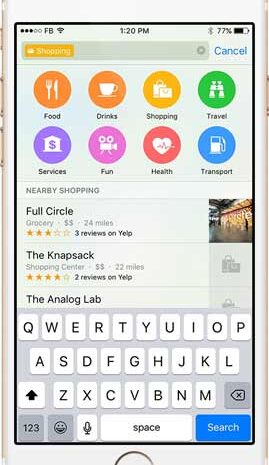 FB 1:20 PM 77%
Shopping Cancel
Food Drinks Shopping Travel
Services Fun Health Transport
NEARBY SHOPPING
Full Circle
Grocery · $$ · 24 miles
3 reviews on Yelp
The Knapsack
Shopping Center · $$ · 22 miles
2 reviews on Yelp
The Analog Lab
Q W E R T Y U I O P
A S D F G H J K L
Z X C V B N M
123 space Search